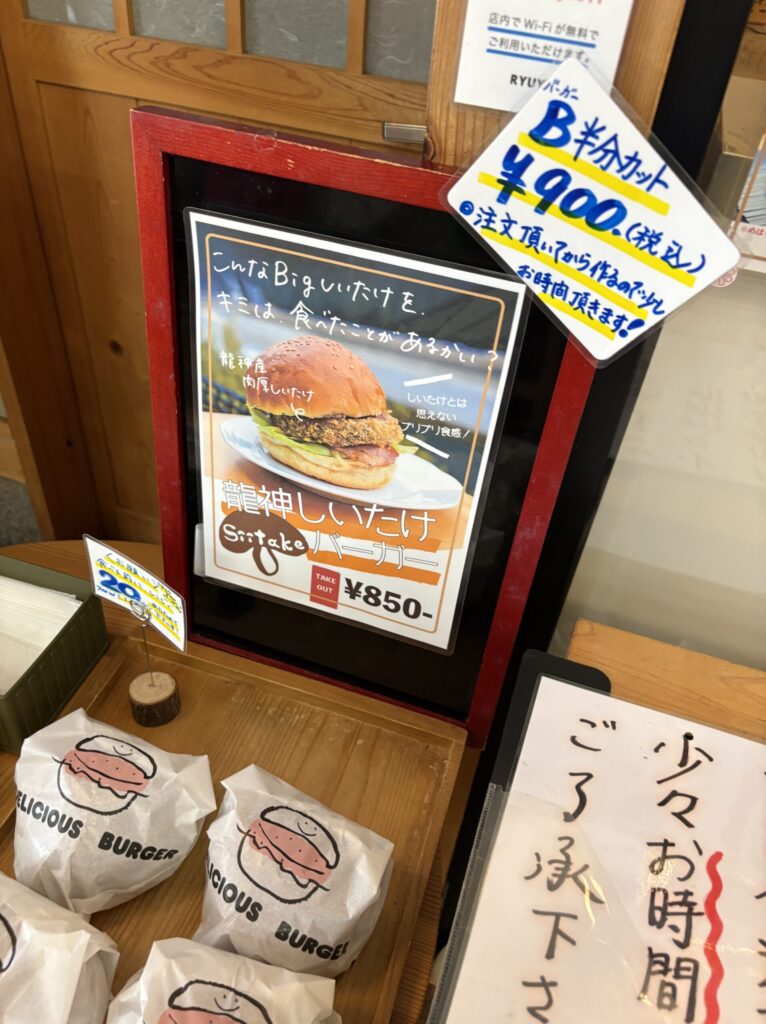 店内で Wi-Fi が無料で
ご利用いただけます。
RYUJ
バーガー
B半分カット
¥900.(税込)
注文頂いてから作るので少し
お時間頂きます!
こんなBigしいたけを、
キミは、食べたことがあるかい?
龍神産
肉厚しいたけ
しいたけとは
思えない
プリプリ食感!
龍神しいたけ
Siitake バーガー
TAKE
OUT
¥850-
20
DELICIOUS BURGER
DELICIOUS BURGER
少々お時間
ご了承下さ